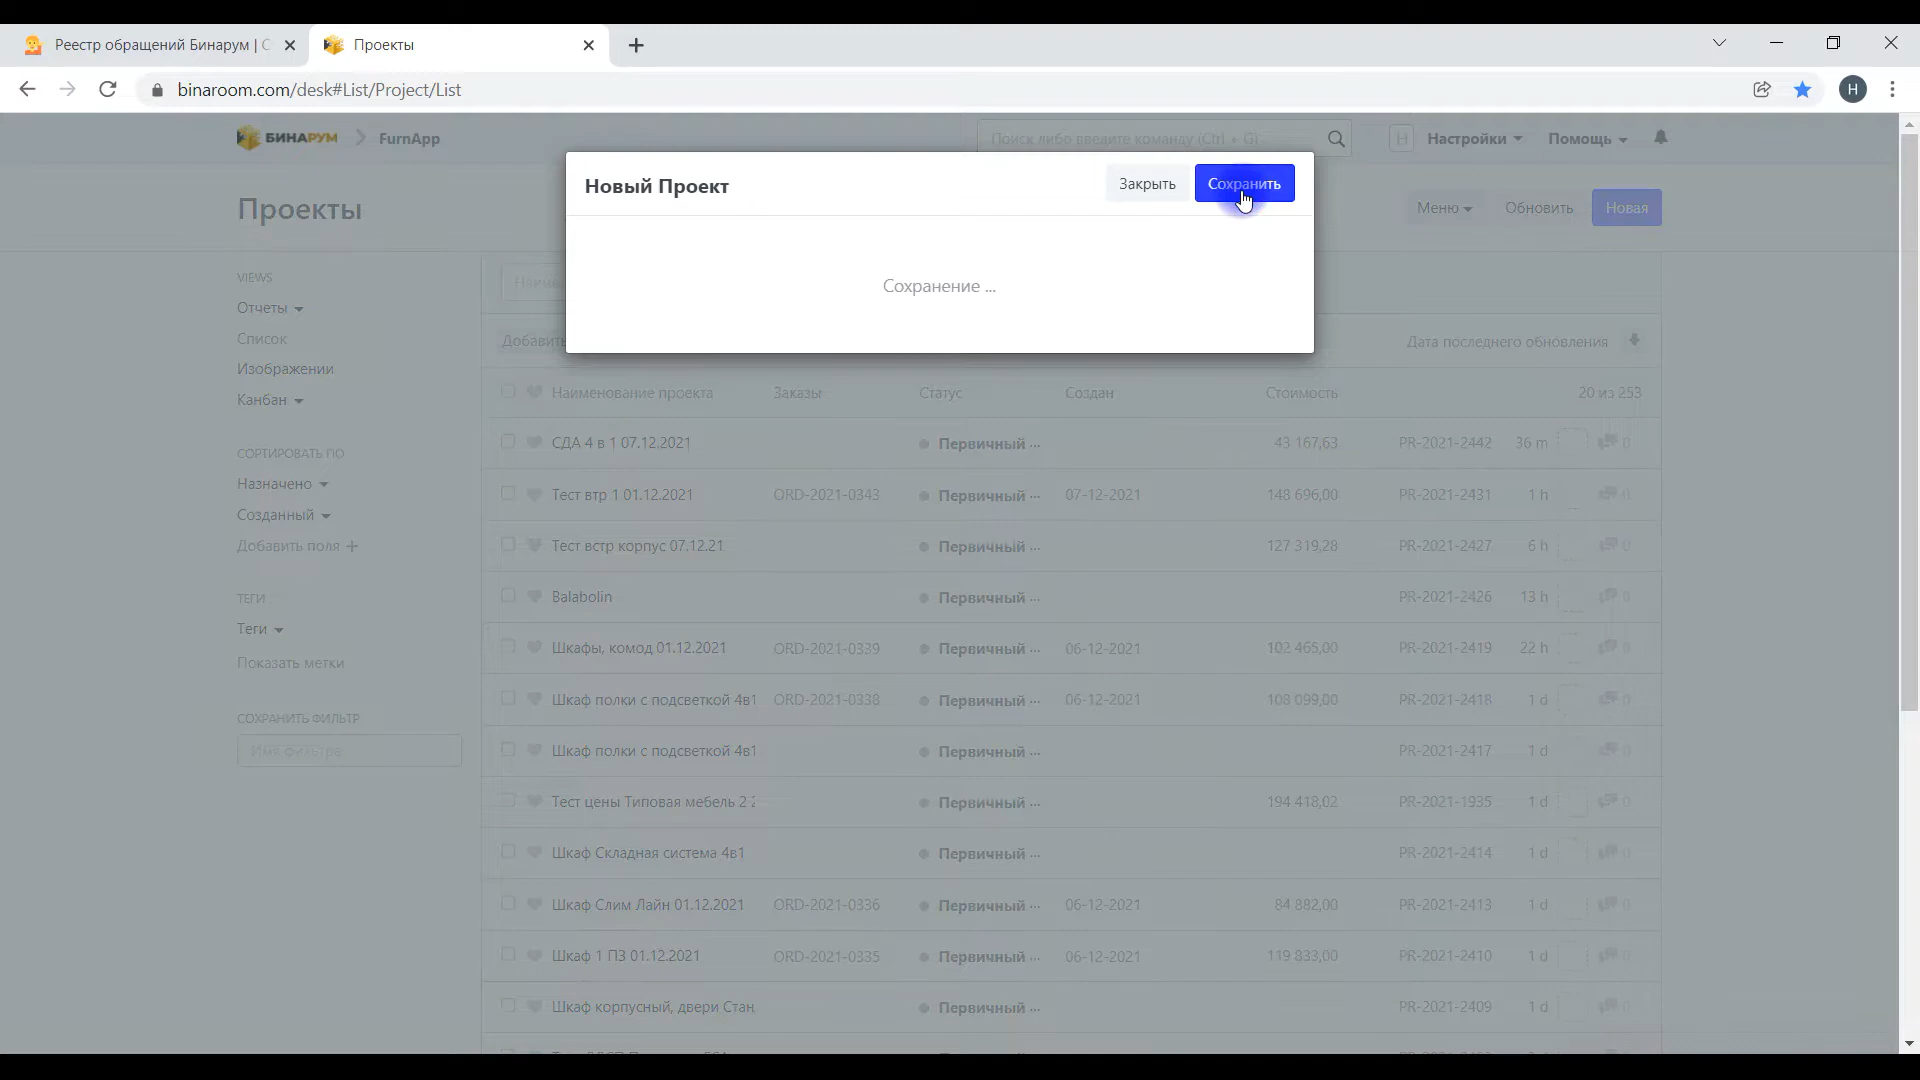 Реестр обращений Бинарум | С
Проекты
binaroom.com/desk#List/Project/List
H
БИНАРУМ
FurnApp
Поиск либо введите команду (Ctrl + G)
H
Настройки
Помощь
Новый Проект
Закрыть
Сохранить
Сохранение ...
Проекты
Меню
Обновить
Новая
VIEWS
Отчеты
Список
Изображении
Канбан
СОРТИРОВАТЬ ПО
Назначено
Созданный
Добавить поля
ТЕГИ
Теги
Показать метки
СОХРАНИТЬ ФИЛЬТР
Имя фильтра
Дата последнего обновления
Наименование проекта Заказы Статус Создан Стоимость 20 из 253
СДА 4 в 1 07.12.2021 Первичный ... 43 167,63 PR-2021-2442 36 m 0
Тест втр 1 01.12.2021 ORD-2021-0343 Первичный ... 07-12-2021 148 696,00 PR-2021-2431 1 h 0
Тест встр корпус 07.12.21 Первичный ... 127 319,28 PR-2021-2427 6 h 0
Balabolin Первичный ... PR-2021-2426 13 h 0
Шкафы, комод 01.12.2021 ORD-2021-0339 Первичный ... 06-12-2021 102 465,00 PR-2021-2419 22 h 0
Шкаф полки с подсветкой 4в1 ORD-2021-0338 Первичный ... 06-12-2021 108 099,00 PR-2021-2418 1 d 0
Шкаф полки с подсветкой 4в1 Первичный ... PR-2021-2417 1 d 0
Тест цены Типовая мебель 2 Первичный ... 194 418,02 PR-2021-1935 1 d 0
Шкаф Складная система 4в1 Первичный ... PR-2021-2414 1 d 0
Шкаф Слим Лайн 01.12.2021 ORD-2021-0336 Первичный ... 06-12-2021 84 882,00 PR-2021-2413 1 d 0
Шкаф 1 ПЗ 01.12.2021 ORD-2021-0335 Первичный ... 06-12-2021 119 833,00 PR-2021-2410 1 d 0
Шкаф корпусный, двери Стан Первичный ... PR-2021-2409 1 d 0